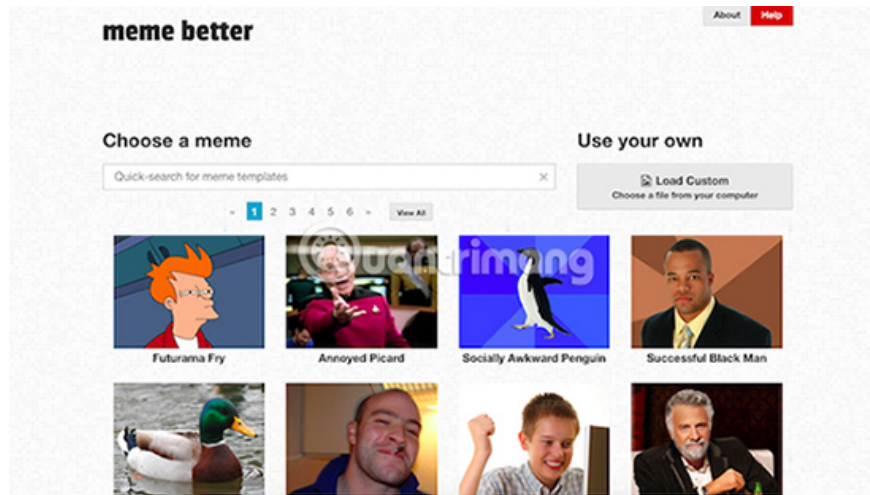 About Help
meme better
Choose a meme
Use your own
Quick-search for meme templates ×
Load Custom
Choose a file from your computer
« 1 2 3 4 5 6 » View All
Quantrimang
Futurama Fry
Annoyed Picard
Socially Awkward Penguin
Successful Black Man